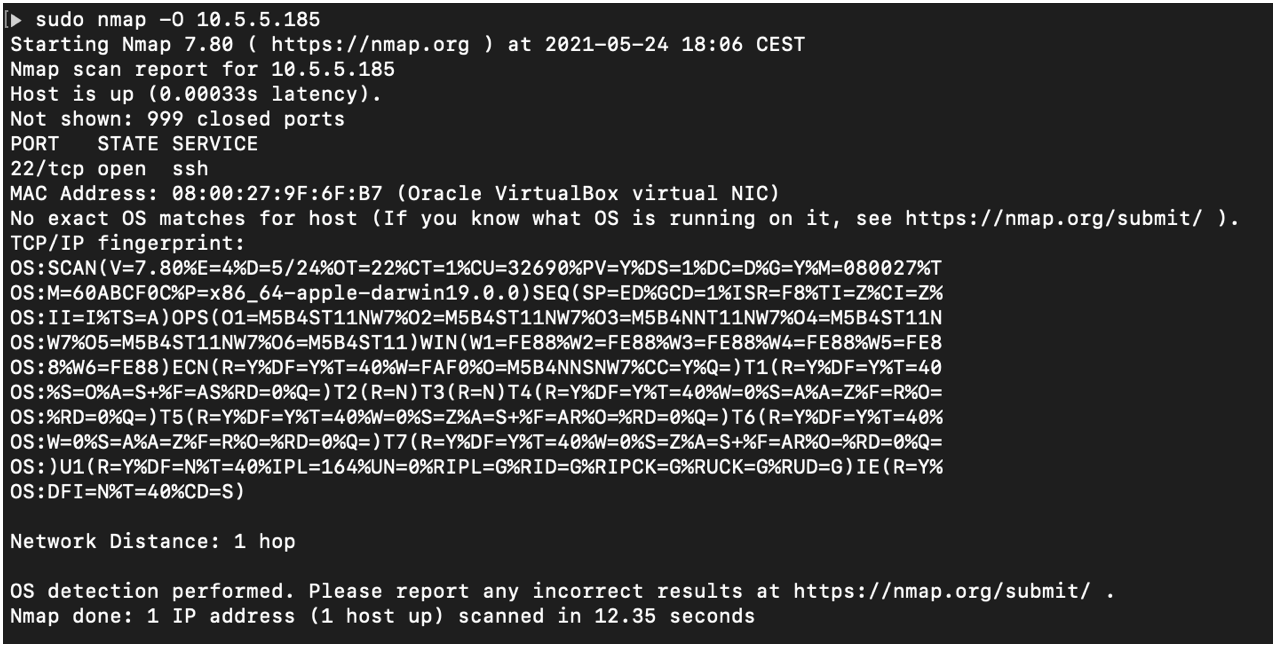 sudo nmap -O 10.5.5.185
Starting Nmap 7.80 ( https://nmap.org ) at 2021-05-24 18:06 CEST
Nmap scan report for 10.5.5.185
Host is up (0.00033s latency).
Not shown: 999 closed ports
PORT   STATE SERVICE
22/tcp open  ssh
MAC Address: 08:00:27:9F:6F:B7 (Oracle VirtualBox virtual NIC)
No exact OS matches for host (If you know what OS is running on it, see https://nmap.org/submit/ ).
TCP/IP fingerprint:
OS:SCAN(V=7.80%E=4%D=5/24%OT=22%CT=1%CU=32690%PV=Y%DS=1%DC=D%G=Y%M=080027%T
OS:M=60ABCF0C%P=x86_64-apple-darwin19.0.0)SEQ(SP=ED%GCD=1%ISR=F8%TI=Z%CI=Z%
OS:II=I%TS=A)OPS(O1=M5B4ST11NW7%O2=M5B4ST11NW7%O3=M5B4NNT11NW7%O4=M5B4ST11N
OS:W7%O5=M5B4ST11NW7%O6=M5B4ST11)WIN(W1=FE88%W2=FE88%W3=FE88%W4=FE88%W5=FE8
OS:8%W6=FE88)ECN(R=Y%DF=Y%T=40%W=FAF0%O=M5B4NNSNW7%CC=Y%Q=)T1(R=Y%DF=Y%T=40
OS:%S=O%A=S+%F=AS%RD=0%Q=)T2(R=N)T3(R=N)T4(R=Y%DF=Y%T=40%W=0%S=A%A=Z%F=R%O=
OS:%RD=0%Q=)T5(R=Y%DF=Y%T=40%W=0%S=Z%A=S+%F=AR%O=%RD=0%Q=)T6(R=Y%DF=Y%T=40%
OS:W=0%S=A%A=Z%F=R%O=%RD=0%Q=)T7(R=Y%DF=Y%T=40%W=0%S=Z%A=S+%F=AR%O=%RD=0%Q=
OS:)U1(R=Y%DF=N%T=40%IPL=164%UN=0%RIPL=G%RID=G%RIPCK=G%RUCK=G%RUD=G)IE(R=Y%
OS:DFI=N%T=40%CD=S)
Network Distance: 1 hop
OS detection performed. Please report any incorrect results at https://nmap.org/submit/ .
Nmap done: 1 IP address (1 host up) scanned in 12.35 seconds